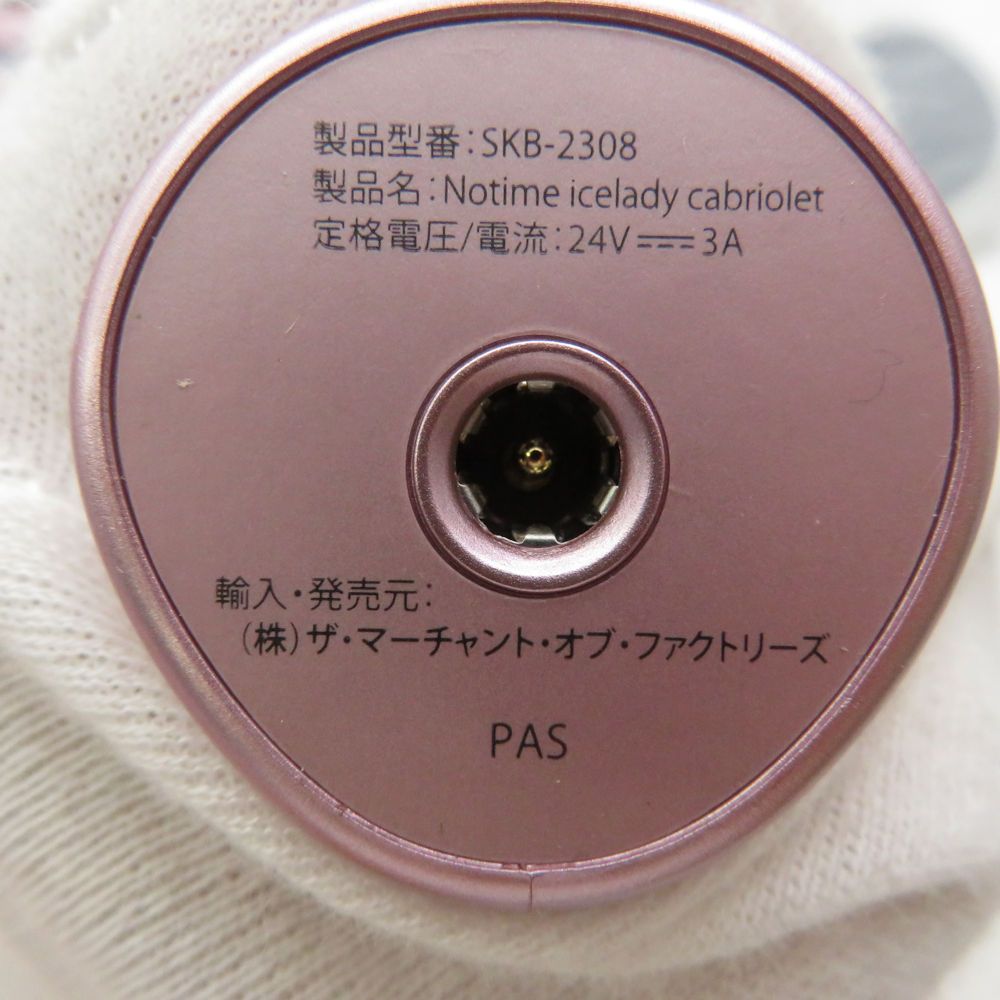 製品型番:SKB-2308
製品名:Notime icelady cabriolet
定格電圧/電流:24V⎓3A
輸入・発売元:
(株)ザ・マーチャント・オブ・ファクトリーズ
PAS